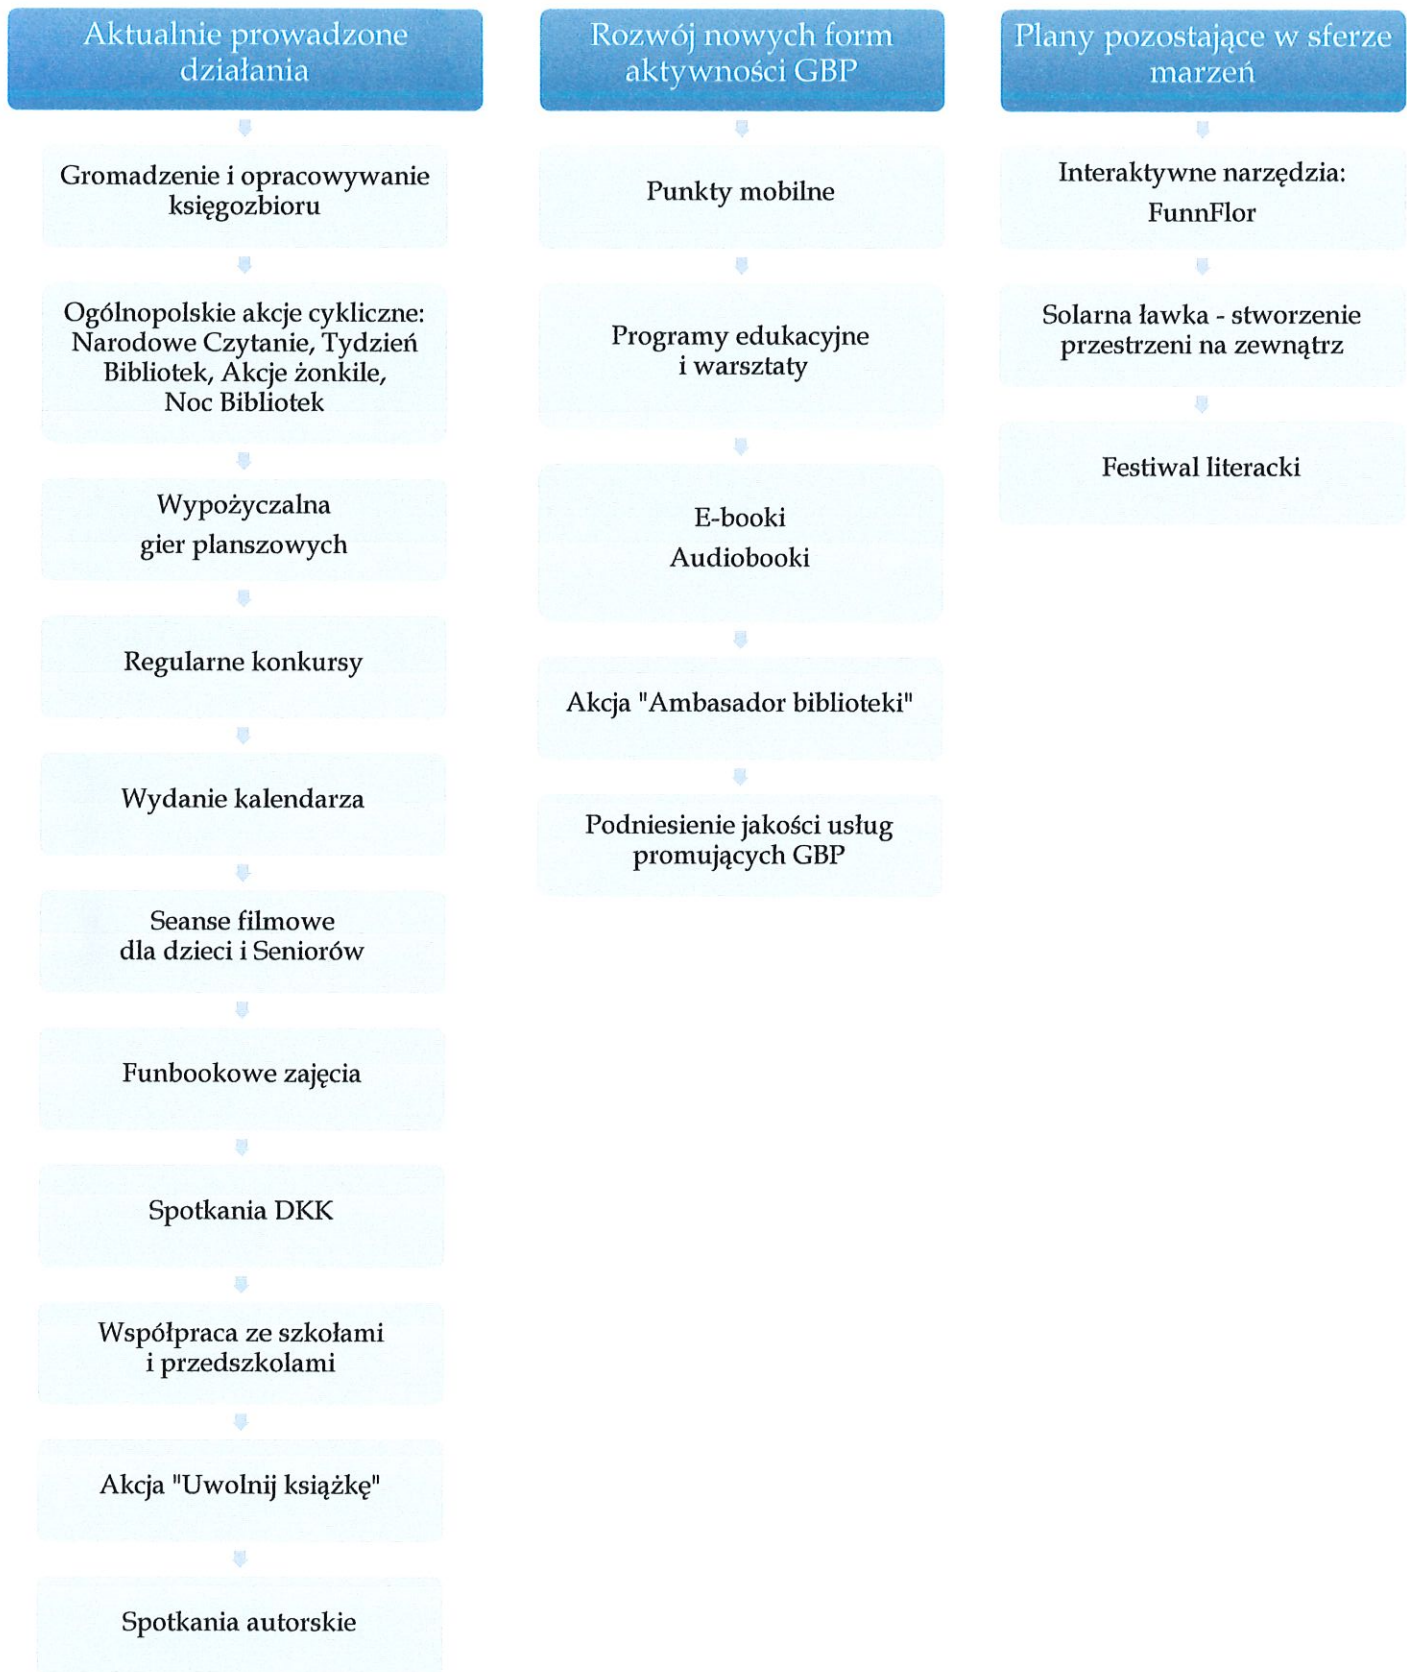 Aktualnie prowadzone
działania
Gromadzenie i opracowywanie
księgozbioru
Ogólnopolskie akcje cykliczne:
Narodowe Czytanie, Tydzień
Bibliotek, Akcje żonkile,
Noc Bibliotek
Wypożyczalna
gier planszowych
Regularne konkursy
Wydanie kalendarza
Seanse filmowe
dla dzieci i Seniorów
Funbookowe zajęcia
Spotkania DKK
Współpraca ze szkołami
i przedszkolami
Akcja "Uwolnij książkę"
Spotkania autorskie
Rozwój nowych form
aktywności GBP
Punkty mobilne
Programy edukacyjne
i warsztaty
E-booki
Audiobooki
Akcja "Ambasador biblioteki"
Podniesienie jakości usług
promujących GBP
Plany pozostające w sferze
marzeń
Interaktywne narzędzia:
FunnFlor
Solarna ławka - stworzenie
przestrzeni na zewnątrz
Festiwal literacki